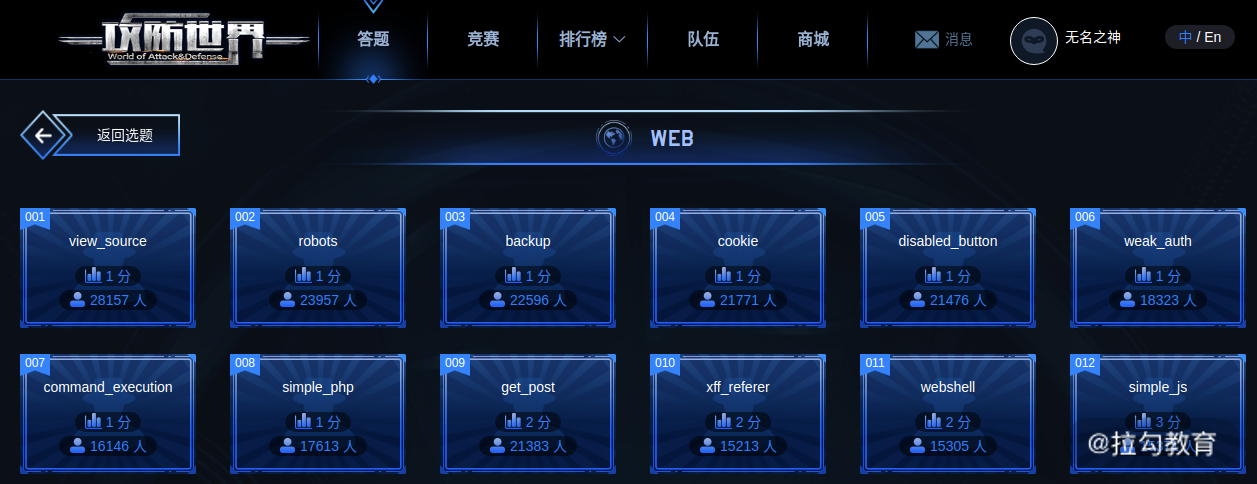 攻防世界
World of Attack&Defense
答题
竞赛
排行榜
队伍
商城
消息
无名之神
中 / En
返回选题
WEB
001
view_source
1 分
28157 人
002
robots
1 分
23957 人
003
backup
1 分
22596 人
004
cookie
1 分
21771 人
005
disabled_button
1 分
21476 人
006
weak_auth
1 分
18323 人
007
command_execution
1 分
16146 人
008
simple_php
1 分
17613 人
009
get_post
2 分
21383 人
010
xff_referer
2 分
15213 人
011
webshell
2 分
15305 人
012
simple_js
3 分
@拉勾教育